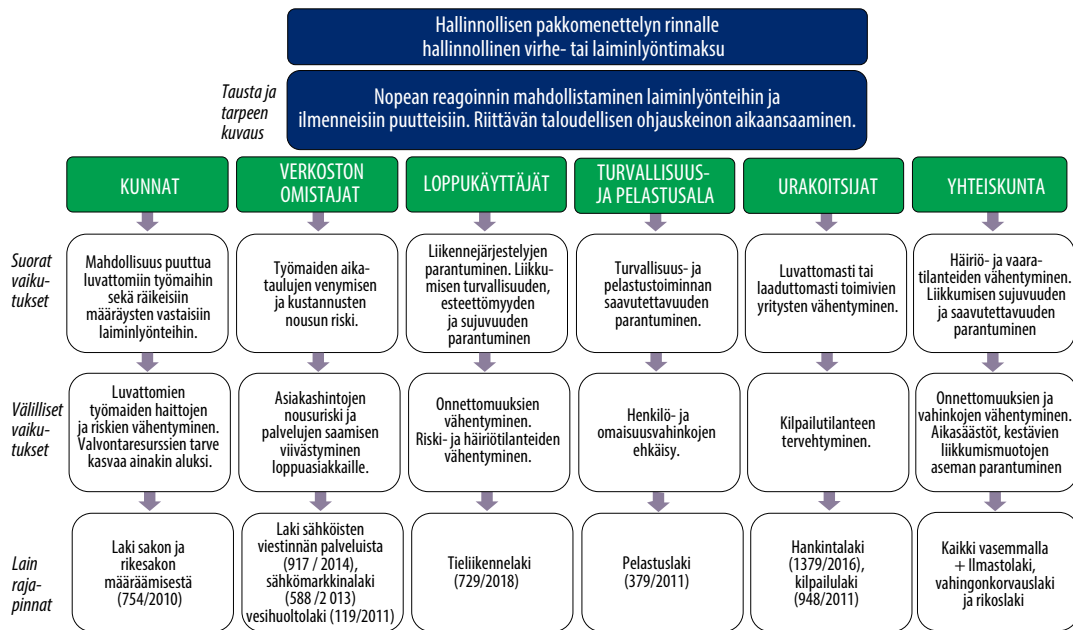 Hallinnollisen pakkomenettelyn rinnalle
hallinnollinen virhe- tai laiminlyöntimaksu
Tausta ja
tarpeen
kuvaus
Nopean reagoinnin mahdollistaminen laiminlyönteihin ja
ilmenneisiin puutteisiin. Riittävän taloudellisen ohjauskeinon aikaansaaminen.
KUNNAT
VERKOSTON
OMISTAJAT
LOPPUKÄYTTÄJÄT
TURVALLISUUS-
JA PELASTUSALA
URAKOITSIJAT
YHTEISKUNTA
Suorat
vaiku-
tukset
Mahdollisuus puuttua
luvattomiin työmaihin
sekä räikeisiin
määräysten vastaisiin
laiminlyönteihin.
Työmaiden aika-
taulujen venymisen
ja kustannusten
nousun riski.
Liikennejärjestelyjen
parantuminen. Liikku-
misen turvallisuuden,
esteettömyyden
ja sujuvuuden
parantuminen
Turvallisuus- ja
pelastustoiminnan
saavutettavuuden
parantuminen.
Luvattomasti tai
laaduttomasti toimivien
yritysten vähentyminen.
Häiriö- ja vaara-
tilanteiden vähentyminen.
Liikkumisen sujuvuuden
ja saavutettavuuden
parantuminen
Välilliset
vaiku-
tukset
Luvattomien
työmaiden haittojen
ja riskien vähentyminen.
Valvontaresurssien tarve
kasvaa ainakin aluksi.
Asiakashintojen
nousuriski ja
palvelujen saamisen
viivästyminen
loppuasiakkaille.
Onnettomuuksien
vähentyminen.
Riski- ja häiriötilanteiden
vähentyminen.
Henkilö- ja
omaisuusvahinkojen
ehkäisy.
Kilpailutilanteen
tervehtyminen.
Onnettomuuksien ja
vahinkojen vähentyminen.
Aikasäästöt, kestävien
liikkumismuotojen
aseman parantuminen
Lain
raja-
pinnat
Laki sakon ja
rikesakon
määräämisestä
(754/2010)
Laki sähköisten
viestinnän palveluista
(917 / 2014),
sähkömarkkinalaki
(588 /2 013)
vesihuoltolaki (119/2011)
Tieliikennelaki
(729/2018)
Pelastuslaki
(379/2011)
Hankintalaki
(1379/2016),
kilpailulaki
(948/2011)
Kaikki vasemmalla
+ Ilmastolaki,
vahingonkorvauslaki
ja rikoslaki